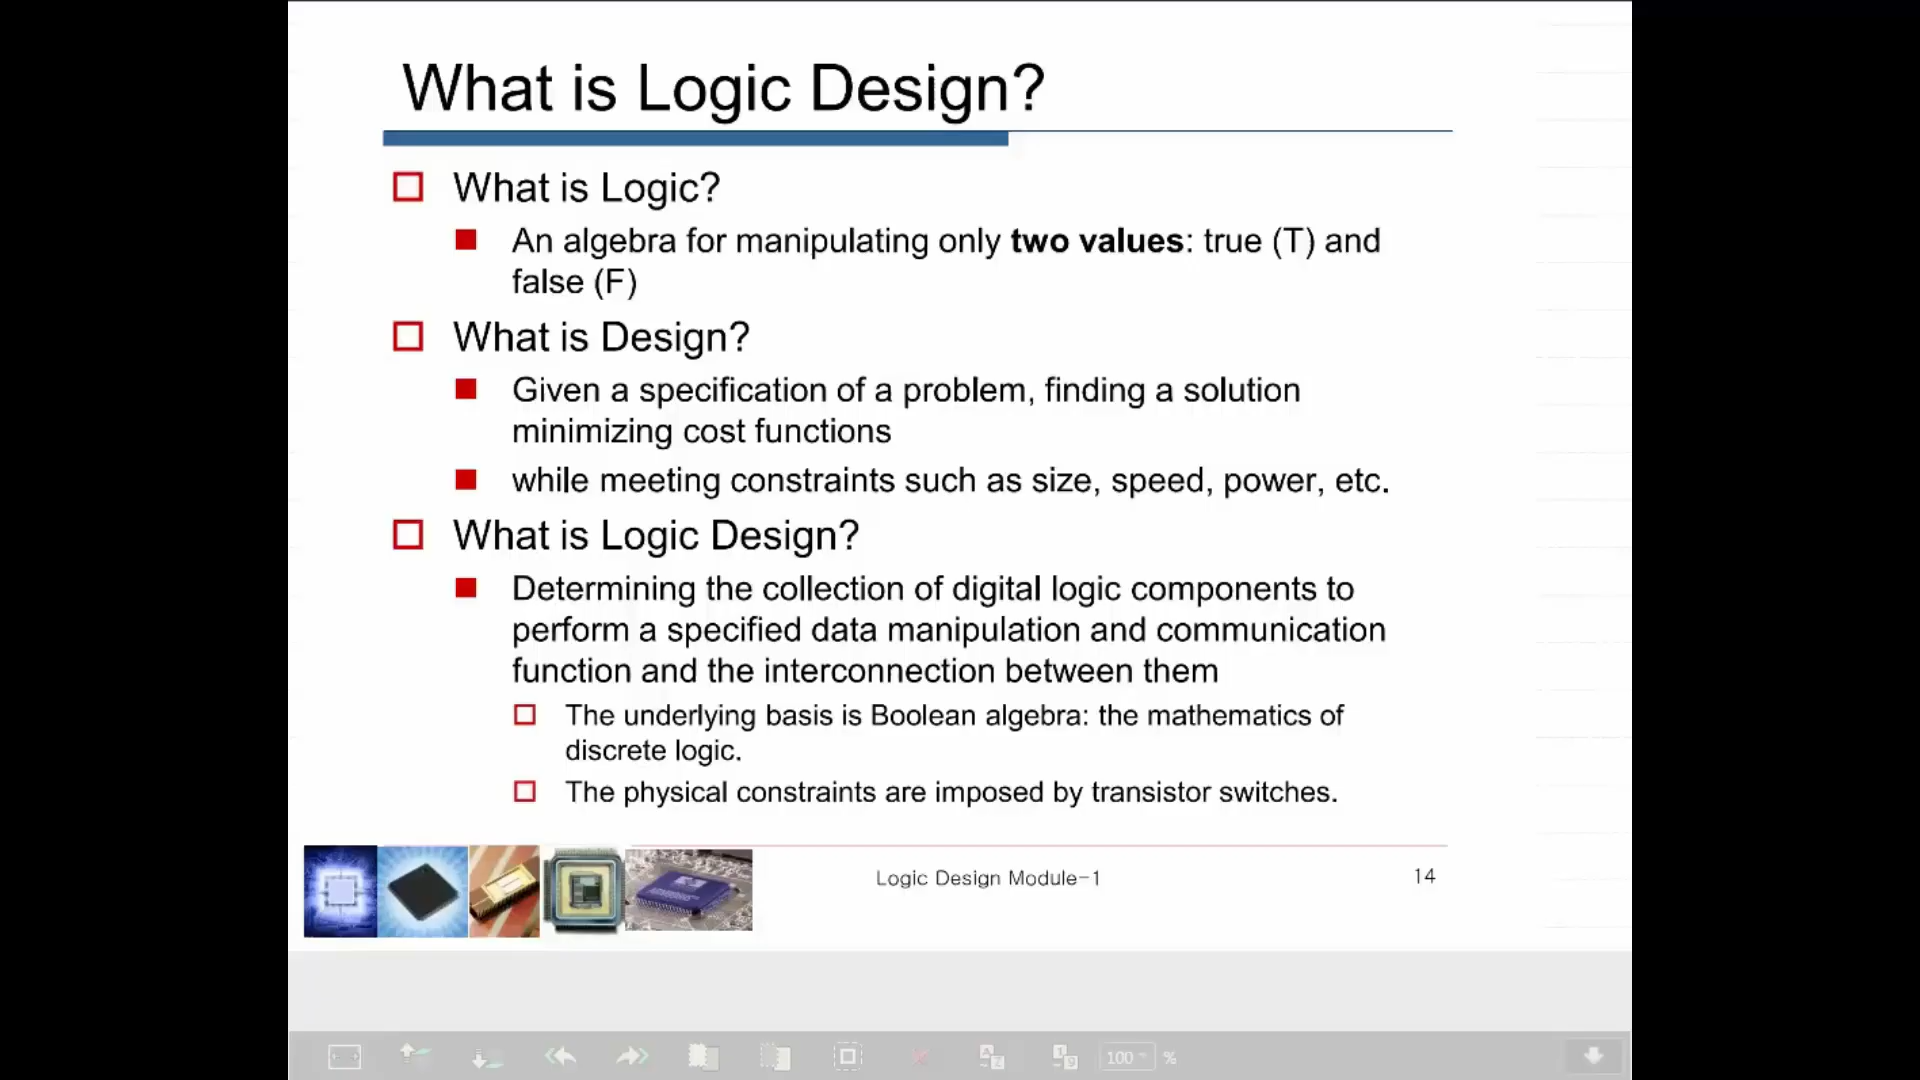 What is Logic Design?
What is Logic?
An algebra for manipulating only two values: true (T) and
false (F)
What is Design?
Given a specification of a problem, finding a solution
minimizing cost functions
while meeting constraints such as size, speed, power, etc.
What is Logic Design?
Determining the collection of digital logic components to
perform a specified data manipulation and communication
function and the interconnection between them
The underlying basis is Boolean algebra: the mathematics of
discrete logic.
The physical constraints are imposed by transistor switches.
Logic Design Module-1
14
100 %